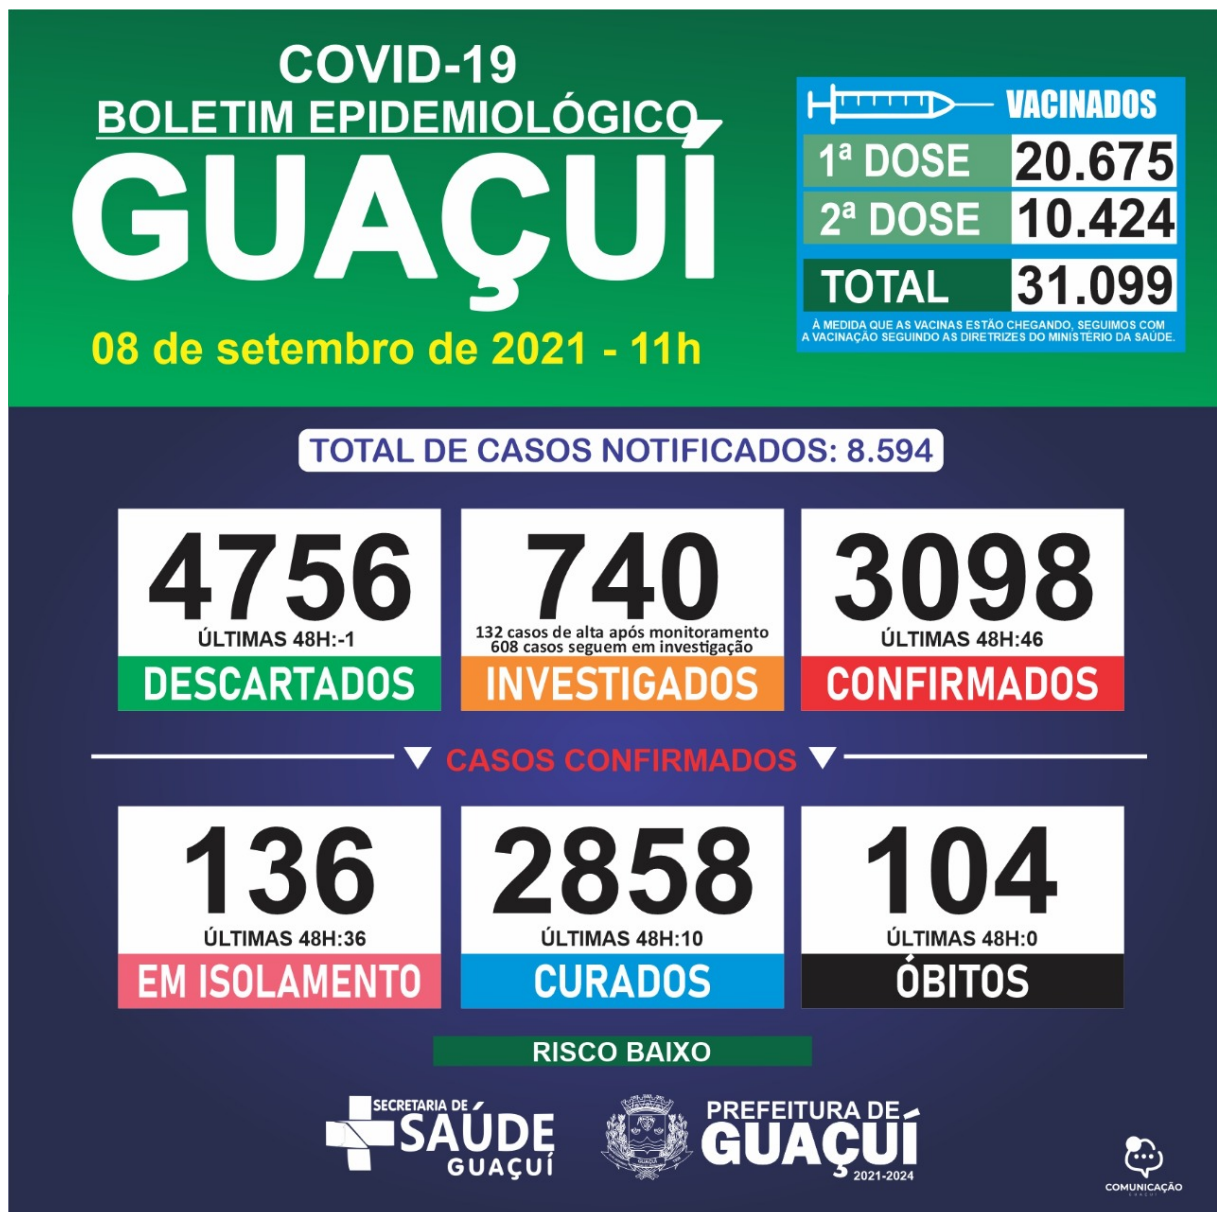 COVID-19
BOLETIM EPIDEMIOLÓGICO
GUAÇUÍ
08 de setembro de 2021 - 11h
VACINADOS
1ª DOSE 20.675
2ª DOSE 10.424
TOTAL 31.099
À MEDIDA QUE AS VACINAS ESTÃO CHEGANDO, SEGUIMOS COM
A VACINAÇÃO SEGUINDO AS DIRETRIZES DO MINISTÉRIO DA SAÚDE.
TOTAL DE CASOS NOTIFICADOS: 8.594
4756
ÚLTIMAS 48H:-1
DESCARTADOS
740
132 casos de alta após monitoramento
608 casos seguem em investigação
INVESTIGADOS
3098
ÚLTIMAS 48H:46
CONFIRMADOS
CASOS CONFIRMADOS
136
ÚLTIMAS 48H:36
EM ISOLAMENTO
2858
ÚLTIMAS 48H:10
CURADOS
104
ÚLTIMAS 48H:0
ÓBITOS
RISCO BAIXO
SECRETARIA DE
SAÚDE
GUAÇUÍ
PREFEITURA DE
GUAÇUÍ
2021-2024
COMUNICAÇÃO
GUAÇUÍ